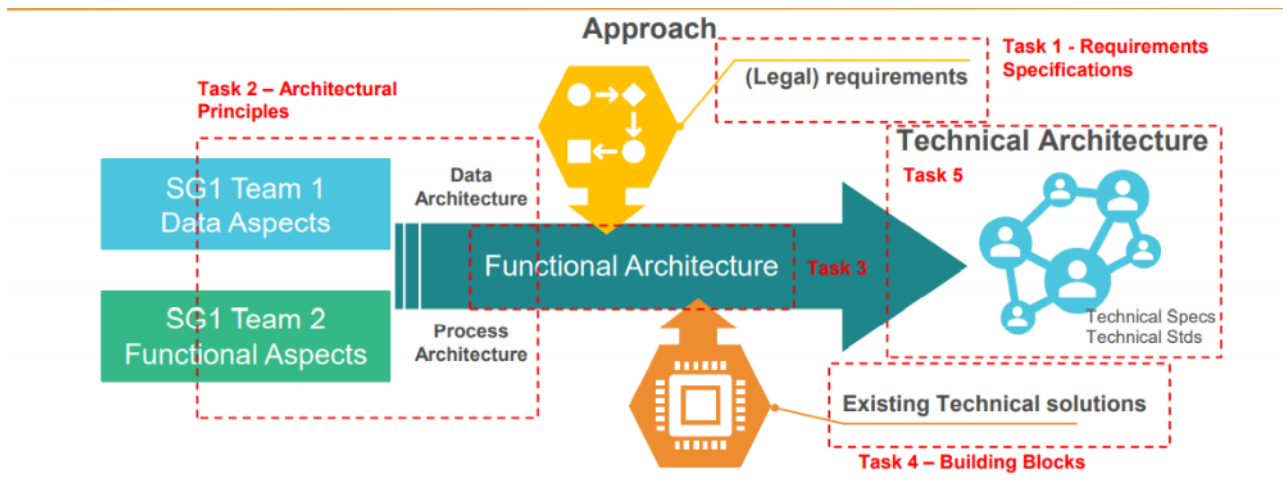 Approach
Task 1 - Requirements
Specifications
(Legal) requirements
Task 2 – Architectural
Principles
Technical Architecture
Task 5
SG1 Team 1
Data Aspects
Data
Architecture
Functional Architecture
Task 3
SG1 Team 2
Functional Aspects
Process
Architecture
Technical Specs
Technical Stds
Existing Technical solutions
Task 4 – Building Blocks